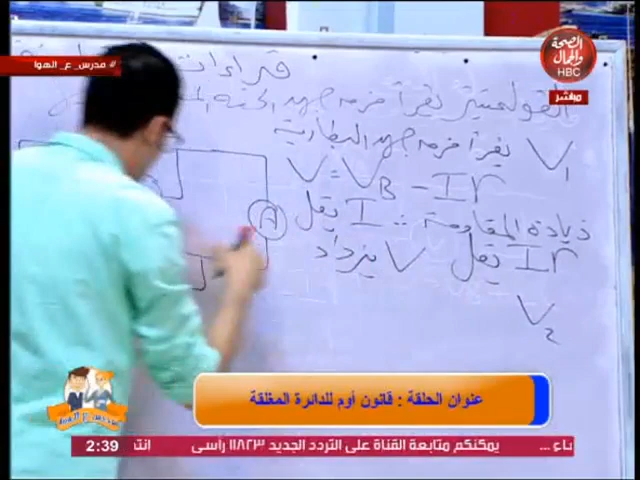 مدرس_ع_الهوا
الصحة
والجمال
HBC
مباشر
قراءات
الفولتميتر يقرأ فرق جهد
V₁ يقرأ فرق جهد البطارية
V = V_B - Ir
زيادة المقاومة ∴ I يقل
Ir يقل V يزداد
V₂
A
عنوان الحلقة : قانون أوم للدائرة المغلقة
2:39
يمكنكم متابعة القناة على التردد الجديد ١١٨٢٣ رأسى